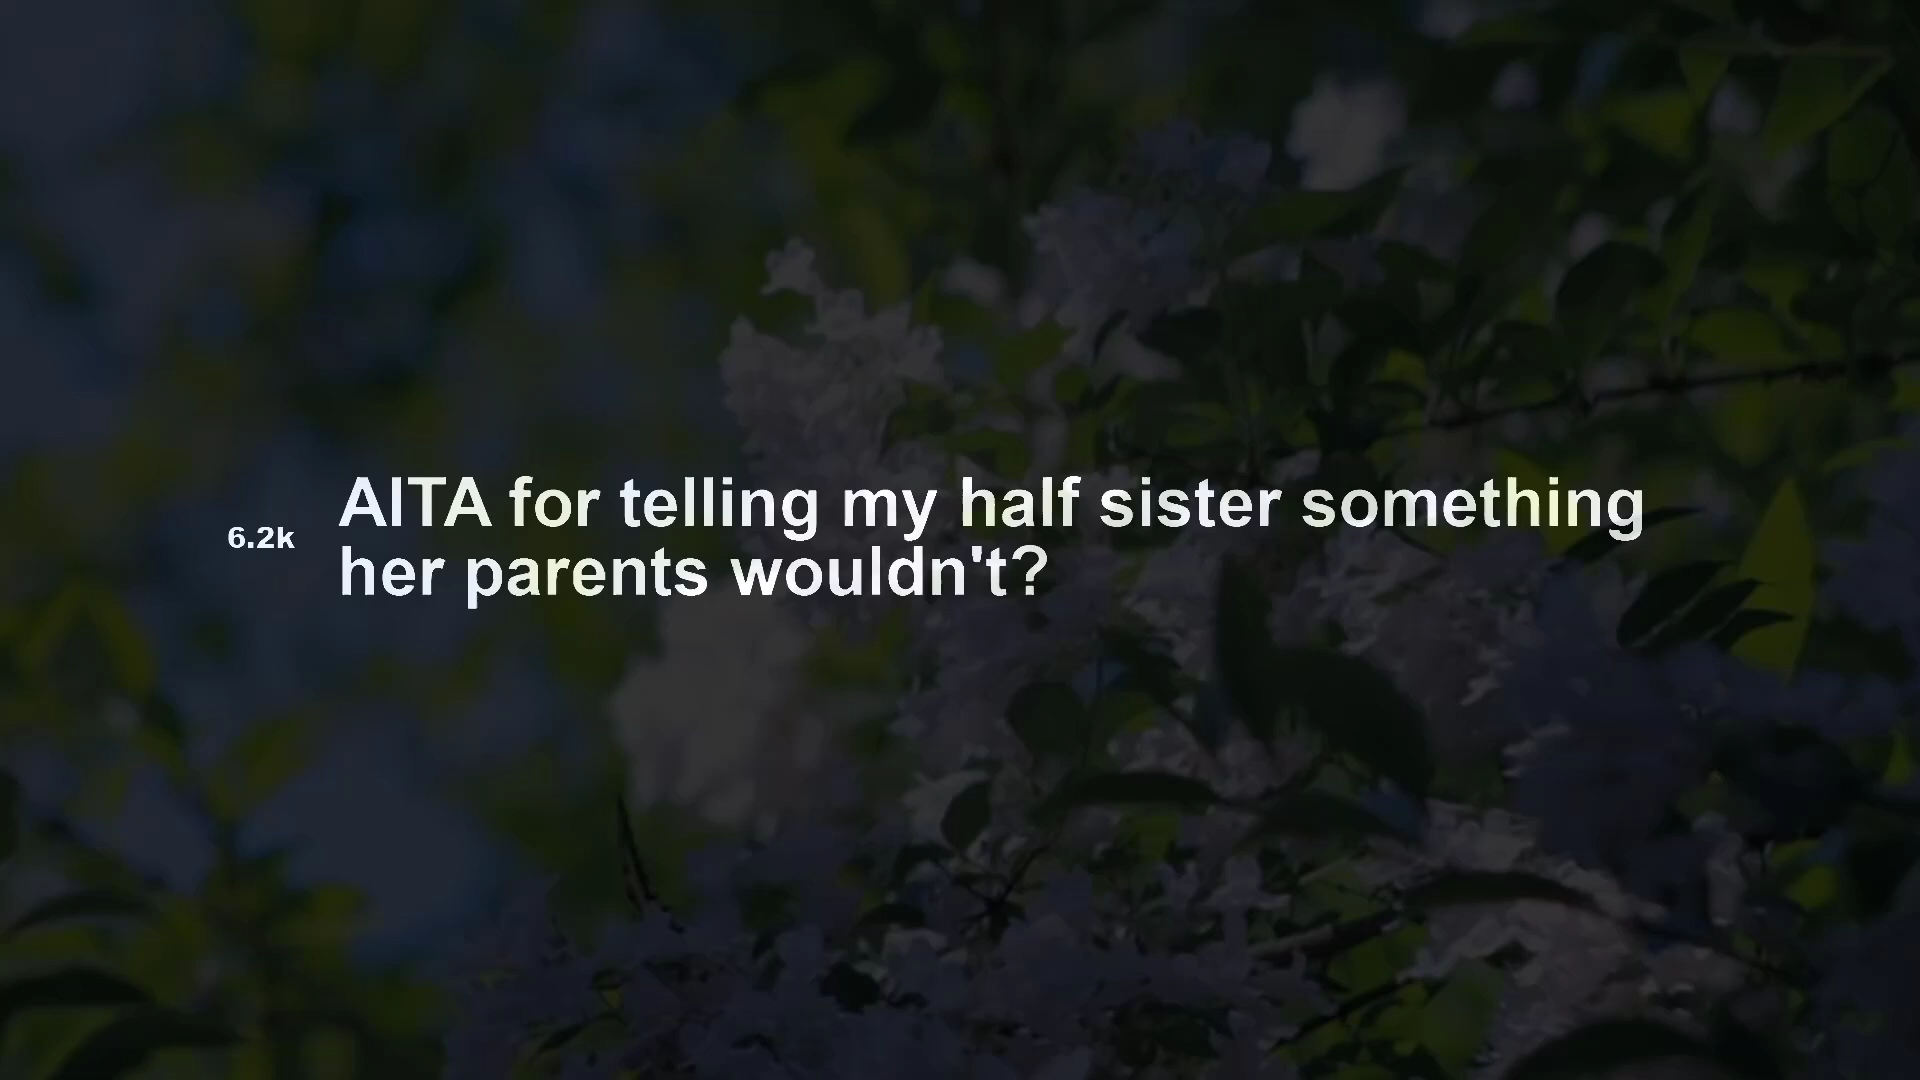 AITA for telling my half sister something
6.2k
her parents wouldn't?